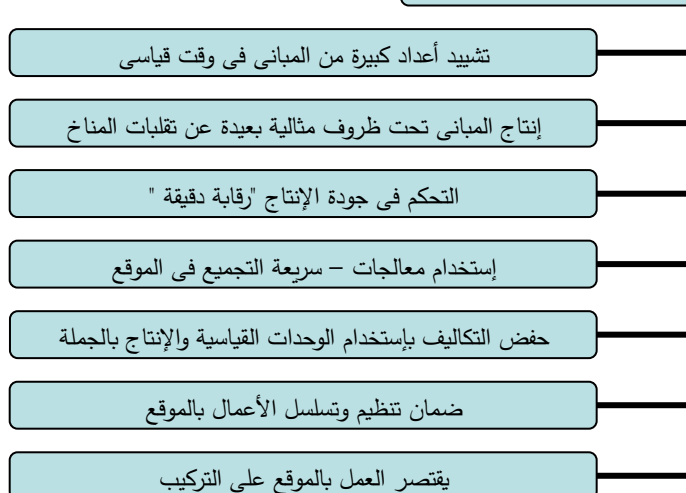 تشييد أعداد كبيرة من المبانى فى وقت قياسى
إنتاج المبانى تحت ظروف مثالية بعيدة عن تقلبات المناخ
التحكم فى جودة الإنتاج "رقابة دقيقة "
إستخدام معالجات – سريعة التجميع فى الموقع
حفض التكاليف بإستخدام الوحدات القياسية والإنتاج بالجملة
ضمان تنظيم وتسلسل الأعمال بالموقع
يقتصر العمل بالموقع على التركيب